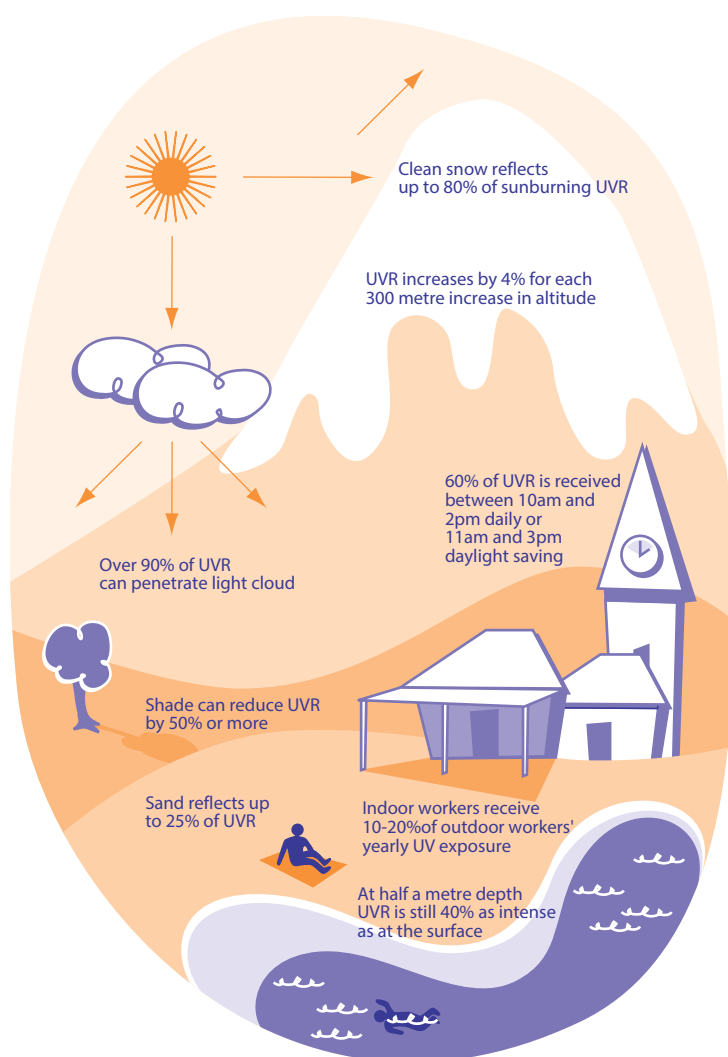 Clean snow reflects
up to 80% of sunburning UVR
UVR increases by 4% for each
300 metre increase in altitude
60% of UVR is received
between 10am and
2pm daily or
11am and 3pm
daylight saving
Over 90% of UVR
can penetrate light cloud
Shade can reduce UVR
by 50% or more
Sand reflects up
to 25% of UVR
Indoor workers receive
10-20%of outdoor workers'
yearly UV exposure
At half a metre depth
UVR is still 40% as intense
as at the surface